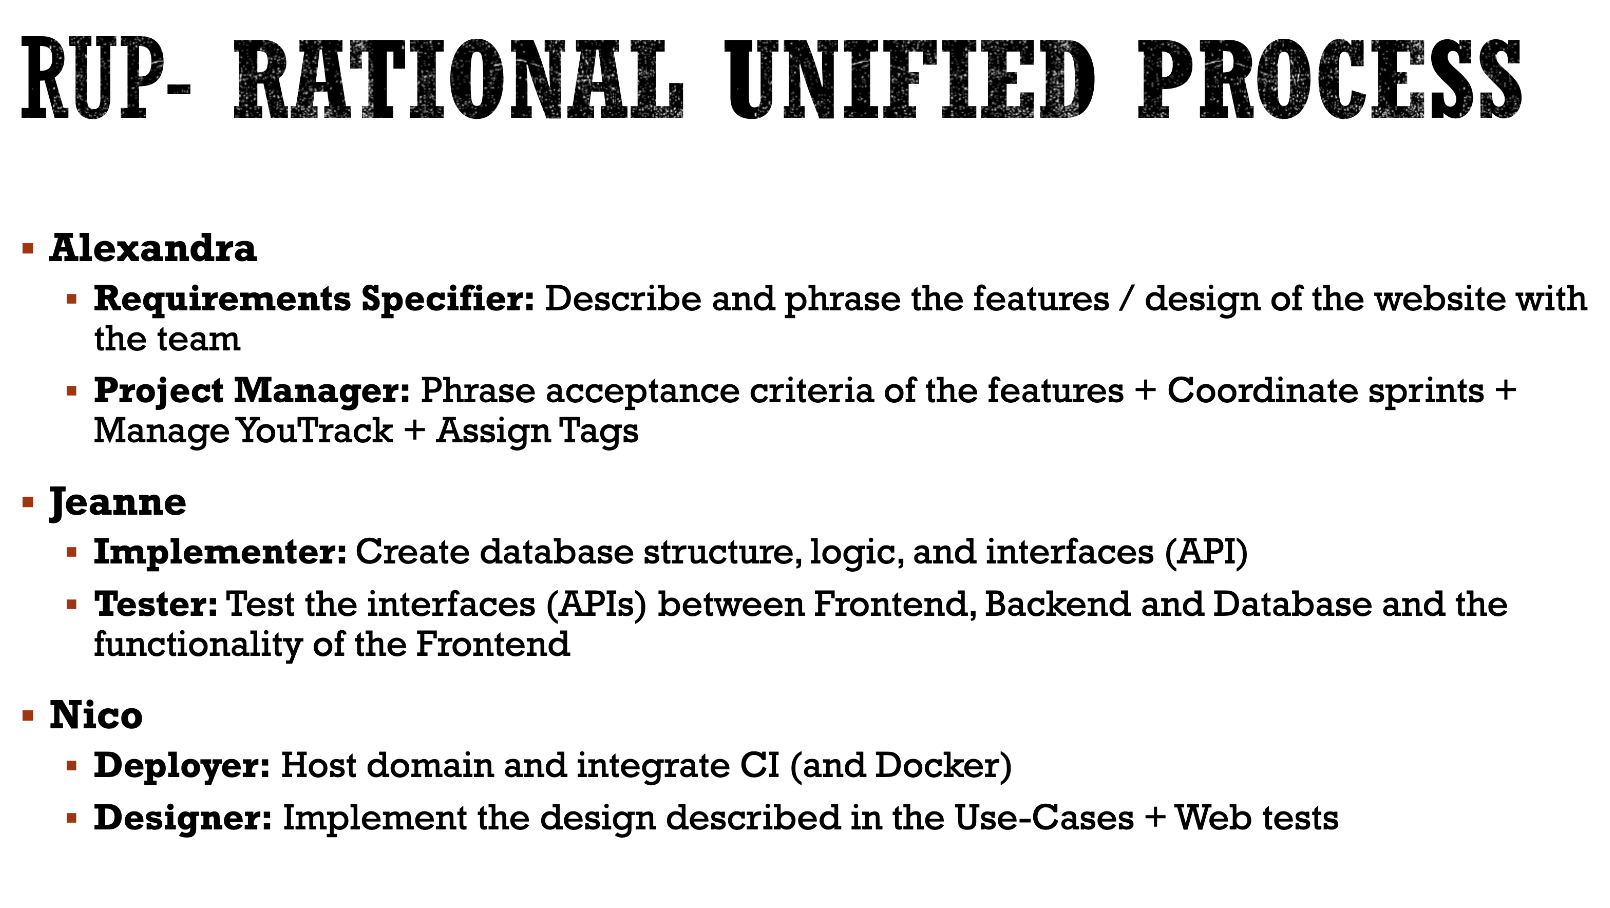 RUP- RATIONAL UNIFIED PROCESS
▪ Alexandra
▪ Requirements Specifier: Describe and phrase the features / design of the website with
the team
▪ Project Manager: Phrase acceptance criteria of the features + Coordinate sprints +
Manage YouTrack + Assign Tags
▪ Jeanne
▪ Implementer: Create database structure, logic, and interfaces (API)
▪ Tester: Test the interfaces (APIs) between Frontend, Backend and Database and the
functionality of the Frontend
▪ Nico
▪ Deployer: Host domain and integrate CI (and Docker)
▪ Designer: Implement the design described in the Use-Cases + Web tests